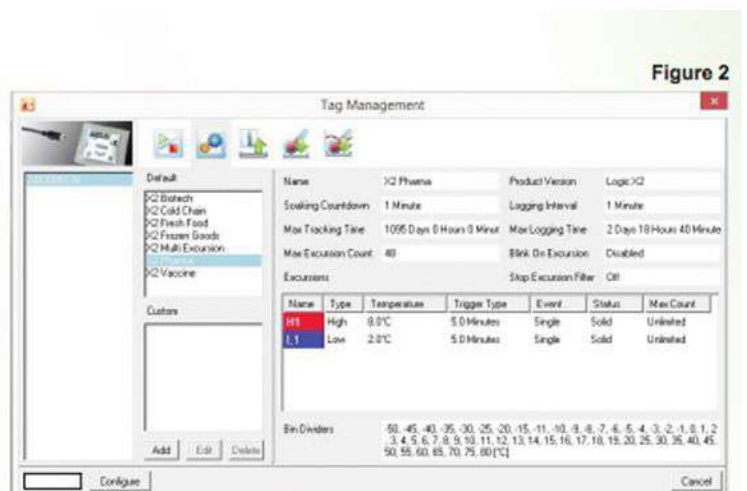 Figure 2
Tag Management
Default
X2 Biotech
X2 Cold Chain
X2 Fresh Food
X2 Frozen Goods
X2 Multi Excursion
X2 Pharma
X2 Vaccine
Custom
Add Edit Delete
Name X2 Pharma Product Version Logic X2
Soaking Countdown 1 Minute Logging Interval 1 Minute
Max Tracking Time 1095 Days 0 Hours 0 Minut Max Logging Time 2 Days 18 Hours 40 Minute
Max Excursion Count 48 Blink On Excursion Disabled
Excursions Stop Excursion Filter Off
Name Type Temperature Trigger Type Event Status Max Count
H1 High 8.0°C 5.0 Minutes Single Solid Unlimited
L1 Low 2.0°C 5.0 Minutes Single Solid Unlimited
Bin Dividers -50, -45, -40, -35, -30, -25, -20, -15, -11, -10, -9, -8, -7, -6, -5, -4, -3, -2, -1, 0, 1, 2
, 3, 4, 5, 6, 7, 8, 9, 10, 11, 12, 13, 14, 15, 16, 17, 18, 19, 20, 25, 30, 35, 40, 45,
50, 55, 60, 65, 70, 75, 80 [°C]
Configure Cancel